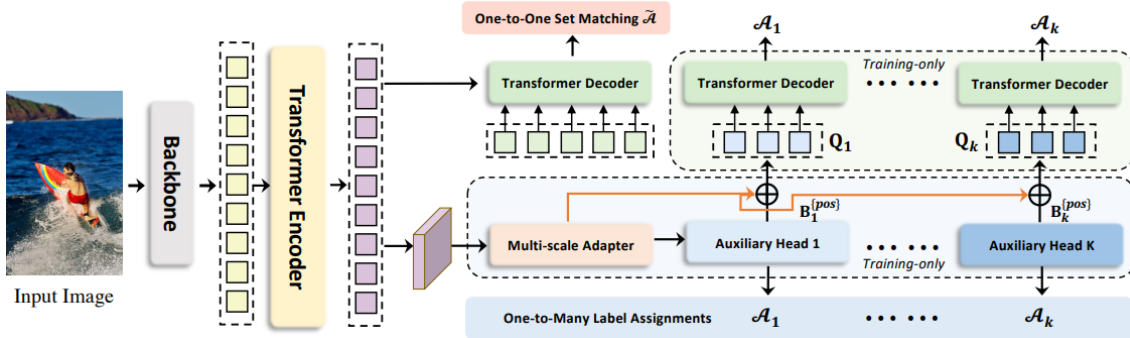 One-to-One Set Matching Ã
𝒜₁
𝒜ₖ
Training-only
Transformer Decoder
Transformer Decoder
...... 
Transformer Decoder
Backbone
Transformer Encoder
Q₁
Qₖ
B₁^{pos}
Bₖ^{pos}
Multi-scale Adapter
Auxiliary Head 1
......
Auxiliary Head K
Training-only
Input Image
One-to-Many Label Assignments 𝒜₁ ...... 𝒜ₖ